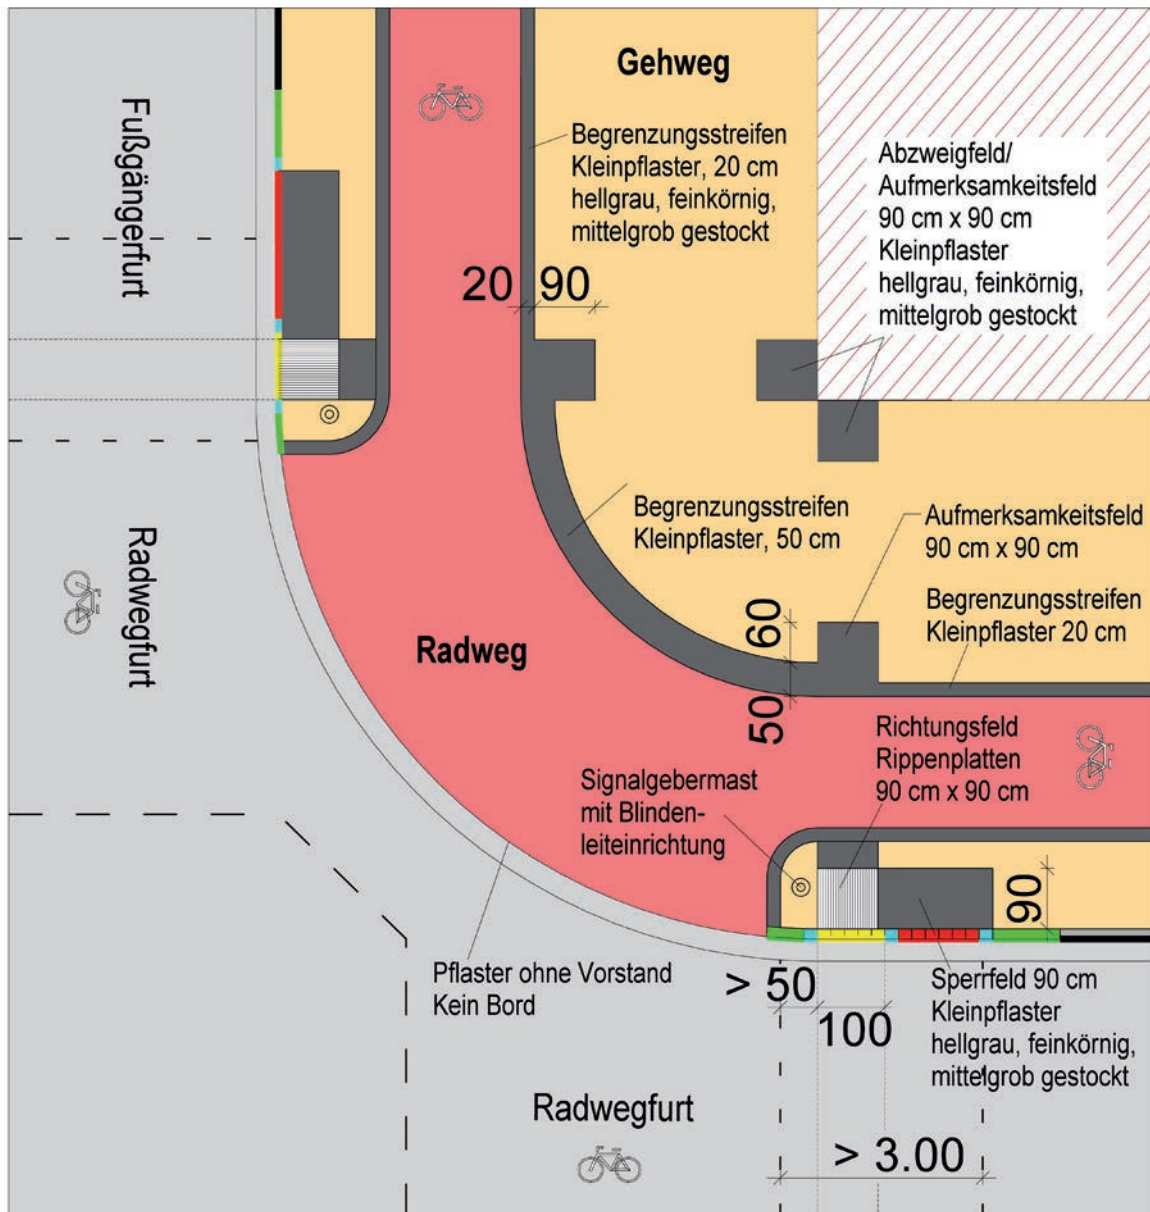 Gehweg
Fußgängerfurt
Begrenzungsstreifen
Kleinpflaster, 20 cm
hellgrau, feinkörnig,
mittelgrob gestockt
Abzweigfeld/
Aufmerksamkeitsfeld
90 cm x 90 cm
Kleinpflaster
hellgrau, feinkörnig,
mittelgrob gestockt
20
90
Begrenzungsstreifen
Kleinpflaster, 50 cm
Aufmerksamkeitsfeld
90 cm x 90 cm
Radwegfurt
Begrenzungsstreifen
Kleinpflaster 20 cm
60
Radweg
50
Richtungsfeld
Rippenplatten
90 cm x 90 cm
Signalgebermast
mit Blinden-
leiteinrichtung
90
Pflaster ohne Vorstand
Kein Bord
> 50
100
Sperrfeld 90 cm
Kleinpflaster
hellgrau, feinkörnig,
mittelgrob gestockt
Radwegfurt
> 3.00